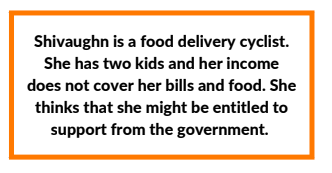 Shivaughn is a food delivery cyclist.
She has two kids and her income
does not cover her bills and food. She
thinks that she might be entitled to
support from the government.